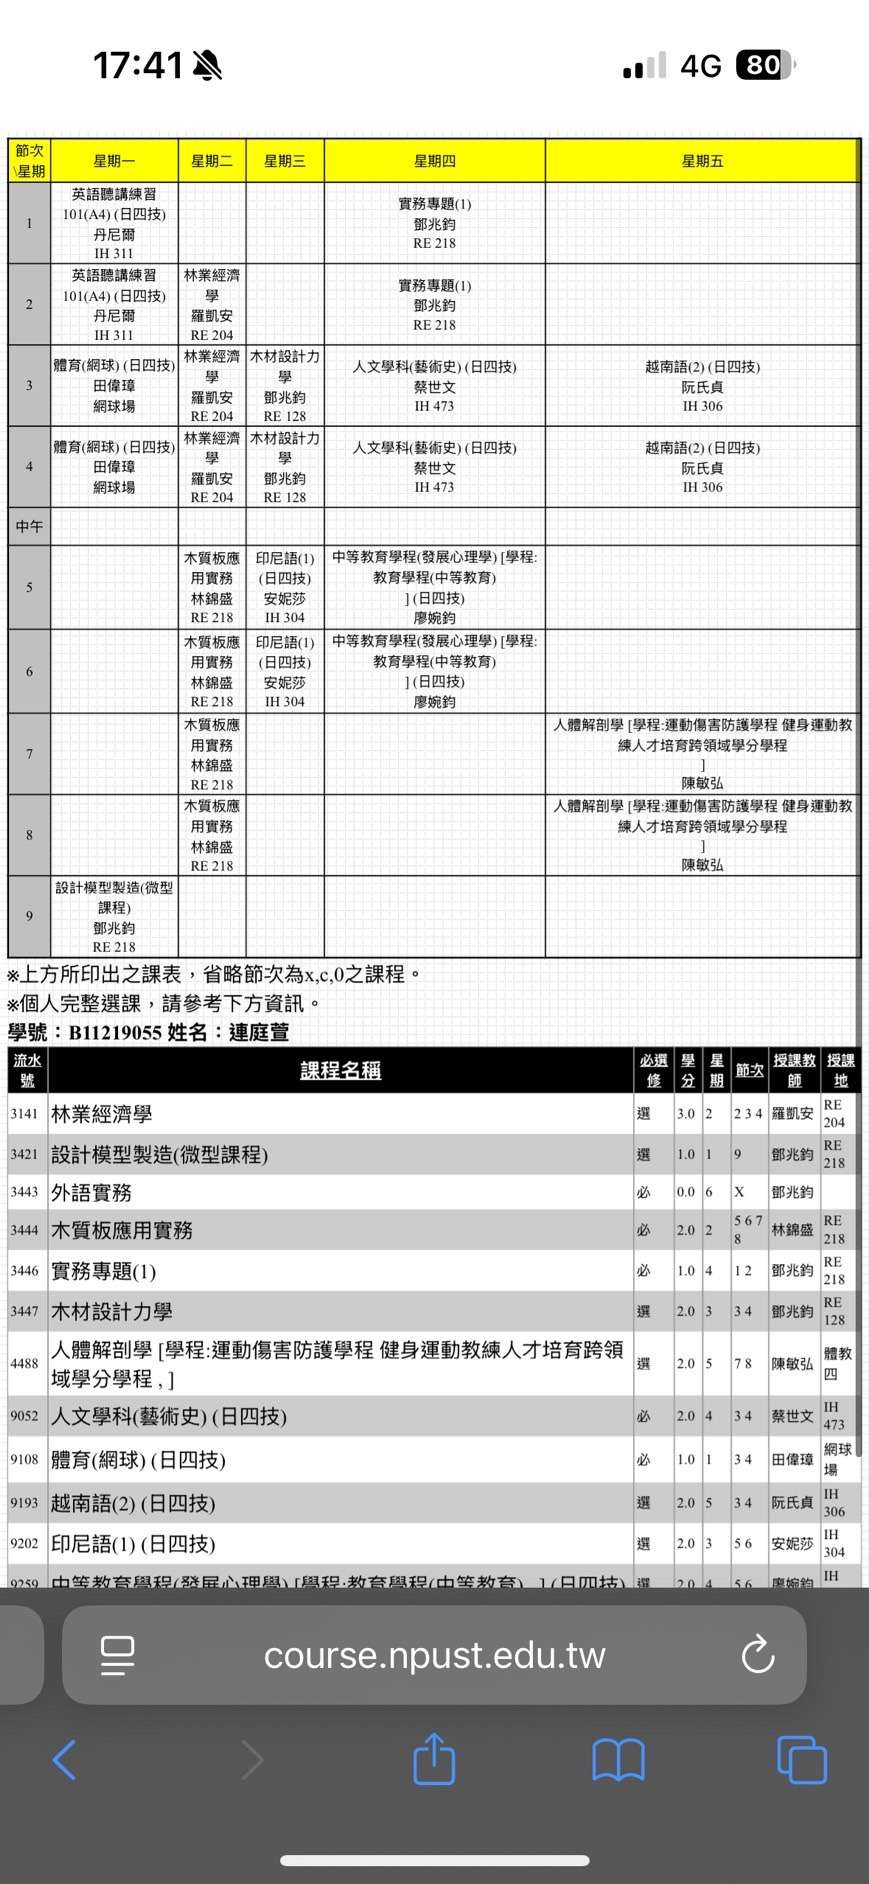 17:41
4G 80
節次\星期 星期一 星期二 星期三 星期四 星期五
1
英語聽講練習
101(A4) (日四技)
丹尼爾
IH 311
實務專題(1)
鄧兆鈞
RE 218
2
英語聽講練習
101(A4) (日四技)
丹尼爾
IH 311
林業經濟
學
羅凱安
RE 204
實務專題(1)
鄧兆鈞
RE 218
3
體育(網球) (日四技)
田偉璋
網球場
林業經濟
學
羅凱安
RE 204
木材設計力
學
鄧兆鈞
RE 128
人文學科(藝術史) (日四技)
蔡世文
IH 473
越南語(2) (日四技)
阮氏貞
IH 306
4
體育(網球) (日四技)
田偉璋
網球場
林業經濟
學
羅凱安
RE 204
木材設計力
學
鄧兆鈞
RE 128
人文學科(藝術史) (日四技)
蔡世文
IH 473
越南語(2) (日四技)
阮氏貞
IH 306
中午
5
木質板應
用實務
林錦盛
RE 218
印尼語(1)
(日四技)
安妮莎
IH 304
中等教育學程(發展心理學) [學程:
教育學程(中等教育)
] (日四技)
廖婉鈞
6
木質板應
用實務
林錦盛
RE 218
印尼語(1)
(日四技)
安妮莎
IH 304
中等教育學程(發展心理學) [學程:
教育學程(中等教育)
] (日四技)
廖婉鈞
7
木質板應
用實務
林錦盛
RE 218
人體解剖學 [學程:運動傷害防護學程 健身運動教
練人才培育跨領域學分學程
]
陳敏弘
8
木質板應
用實務
林錦盛
RE 218
人體解剖學 [學程:運動傷害防護學程 健身運動教
練人才培育跨領域學分學程
]
陳敏弘
9
設計模型製造(微型
課程)
鄧兆鈞
RE 218
※上方所印出之課表，省略節次為x,c,0之課程。
※個人完整選課，請參考下方資訊。
學號：B11219055 姓名：連庭萱
流水號 課程名稱 必選修 學分 星期 節次 授課教師 授課地
3141 林業經濟學 選 3.0 2 2 3 4 羅凱安 RE 204
3421 設計模型製造(微型課程) 選 1.0 1 9 鄧兆鈞 RE 218
3443 外語實務 必 0.0 6 X 鄧兆鈞
3444 木質板應用實務 必 2.0 2 5 6 7 8 林錦盛 RE 218
3446 實務專題(1) 必 1.0 4 1 2 鄧兆鈞 RE 218
3447 木材設計力學 選 2.0 3 3 4 鄧兆鈞 RE 128
4488 人體解剖學 [學程:運動傷害防護學程 健身運動教練人才培育跨領域學分學程 , ] 選 2.0 5 7 8 陳敏弘 體教四
9052 人文學科(藝術史) (日四技) 必 2.0 4 3 4 蔡世文 IH 473
9108 體育(網球) (日四技) 必 1.0 1 3 4 田偉璋 網球場
9193 越南語(2) (日四技) 選 2.0 5 3 4 阮氏貞 IH 306
9202 印尼語(1) (日四技) 選 2.0 3 5 6 安妮莎 IH 304
9259 中等教育學程(發展心理學) [學程:教育學程(中等教育) , ] (日四技) 選 2.0 4 5 6 廖婉鈞 IH
course.npust.edu.tw